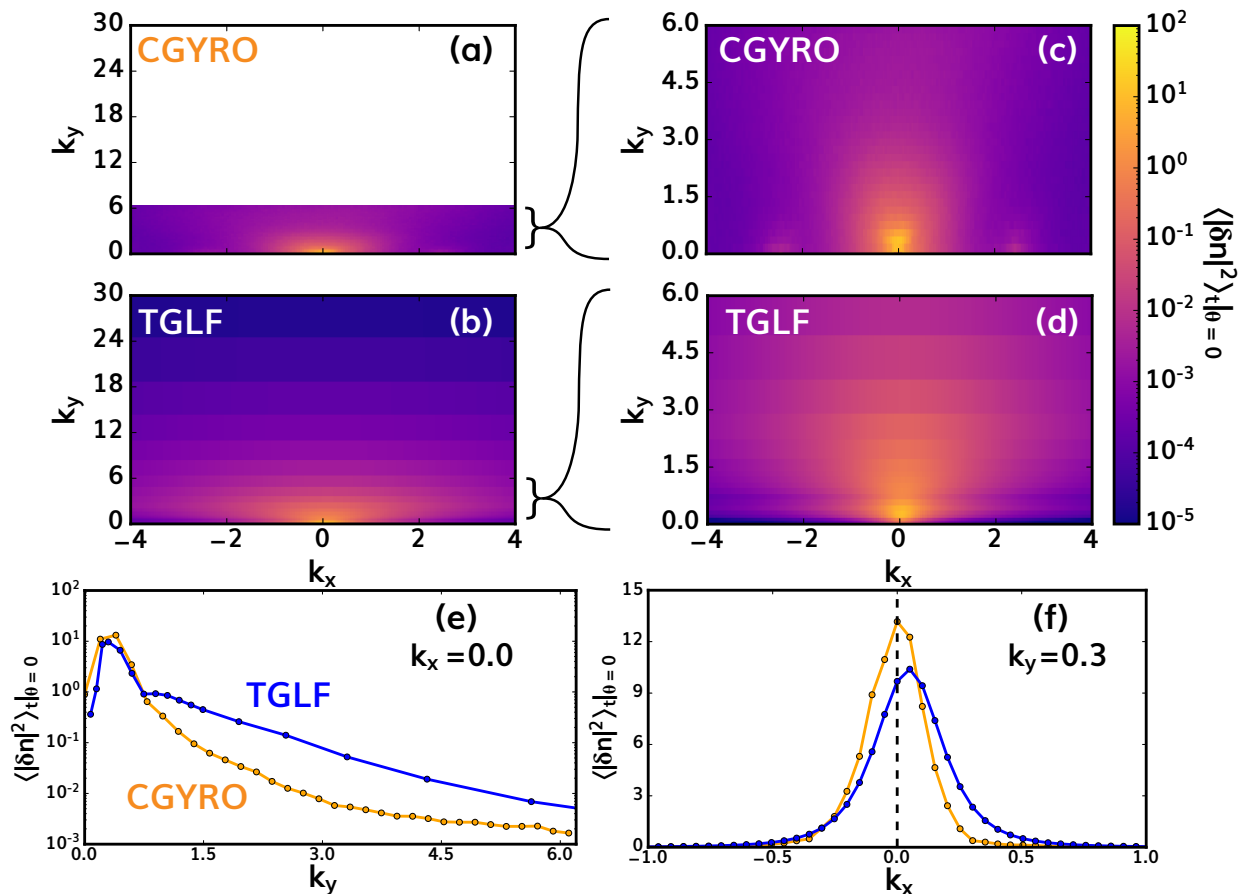 30
24
18
12
6
0
k_y
CGYRO
(a)
6.0
4.5
3.0
1.5
0.0
k_y
CGYRO
(c)
10^2
10^1
10^0
10^-1
10^-2
10^-3
10^-4
10^-5
⟨|δn|^2⟩_t|_θ = 0
30
24
18
12
6
0
k_y
TGLF
(b)
−4 −2 0 2 4
k_x
6.0
4.5
3.0
1.5
0.0
k_y
TGLF
(d)
−4 −2 0 2 4
k_x
10^2
10^1
10^0
10^-1
10^-2
10^-3
⟨|δn|^2⟩_t|_θ = 0
(e)
k_x = 0.0
TGLF
CGYRO
0.0 1.5 3.0 4.5 6.0
k_y
15
12
9
6
3
0
⟨|δn|^2⟩_t|_θ = 0
(f)
k_y = 0.3
−1.0 −0.5 0.0 0.5 1.0
k_x